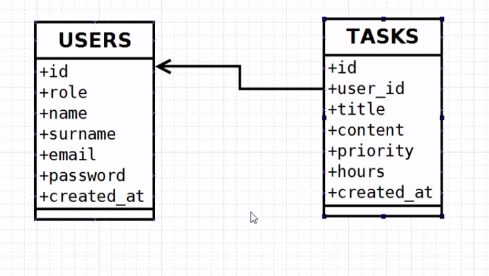 USERS
+id
+role
+name
+surname
+email
+password
+created_at
TASKS
+id
+user_id
+title
+content
+priority
+hours
+created_at